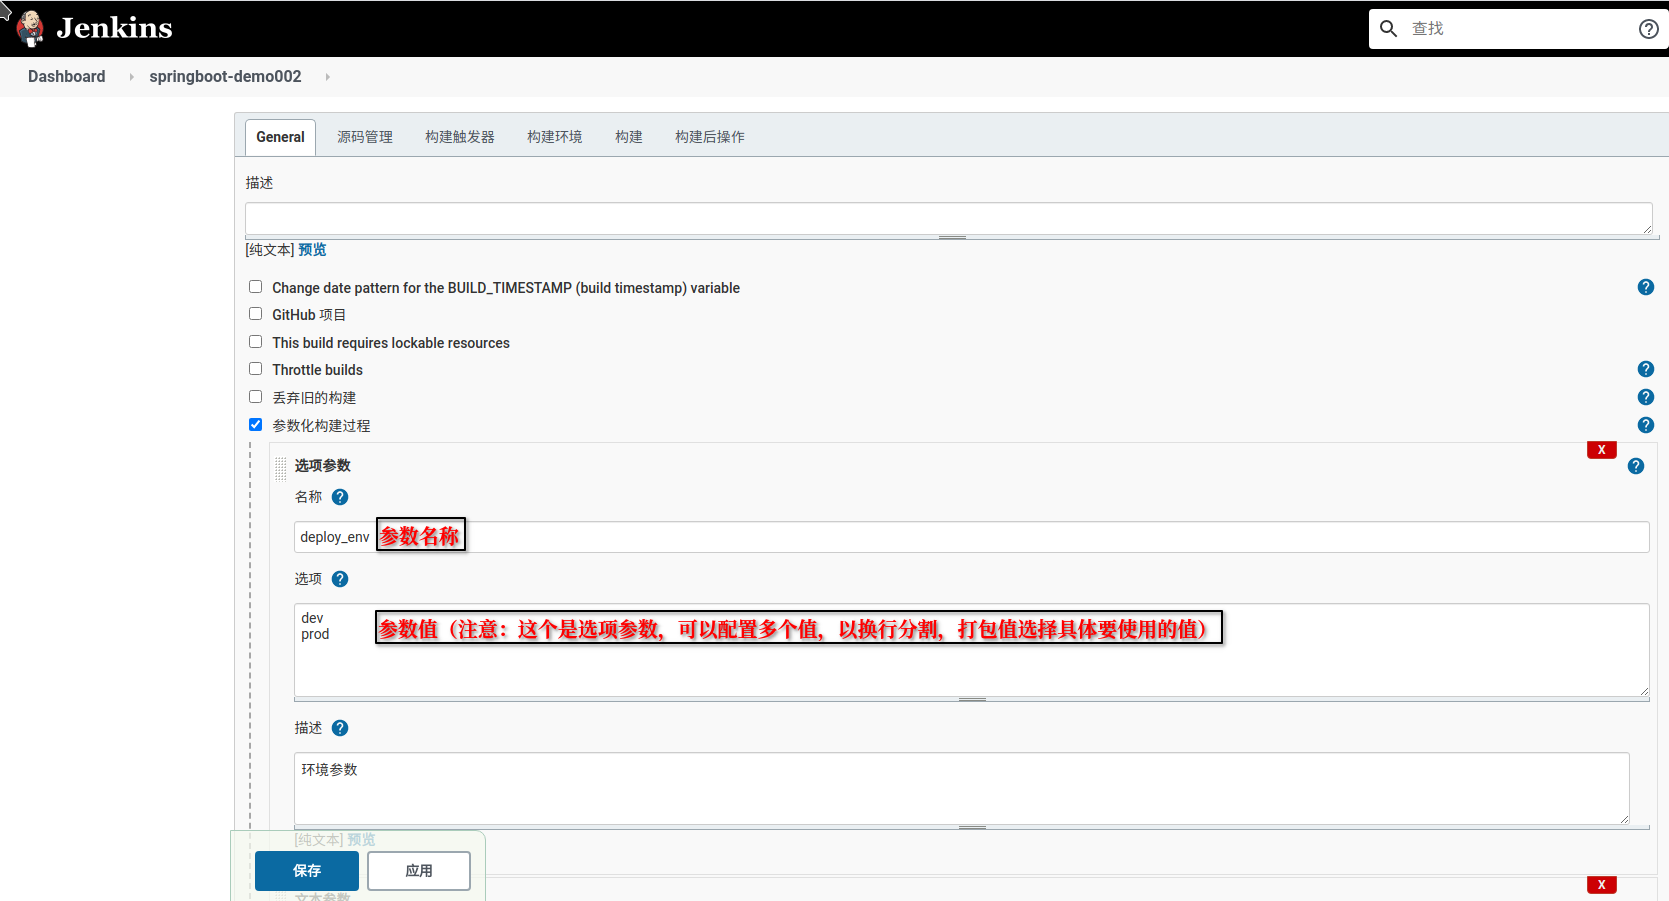 Jenkins
查找
Dashboard
springboot-demo002
General 源码管理 构建触发器 构建环境 构建 构建后操作
描述
[纯文本] 预览
Change date pattern for the BUILD_TIMESTAMP (build timestamp) variable
GitHub 项目
This build requires lockable resources
Throttle builds
丢弃旧的构建
参数化构建过程
X
选项参数
名称
deploy_env 参数名称
选项
dev
prod
参数值（注意：这个是选项参数，可以配置多个值，以换行分割，打包值选择具体要使用的值）
描述
环境参数
[纯文本] 预览
保存 应用
X
文本参数